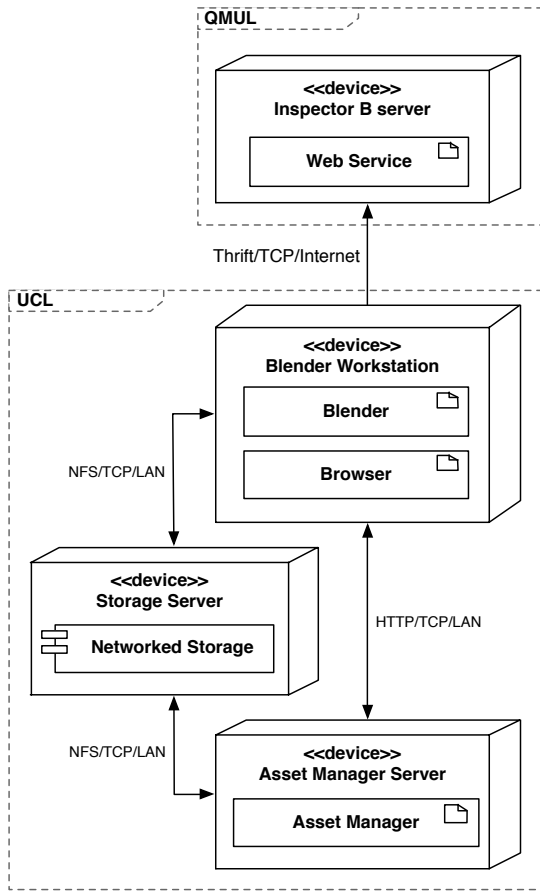 QMUL
<<device>>
Inspector B server
Web Service
Thrift/TCP/Internet
UCL
<<device>>
Blender Workstation
Blender
Browser
NFS/TCP/LAN
<<device>>
Storage Server
Networked Storage
HTTP/TCP/LAN
NFS/TCP/LAN
<<device>>
Asset Manager Server
Asset Manager